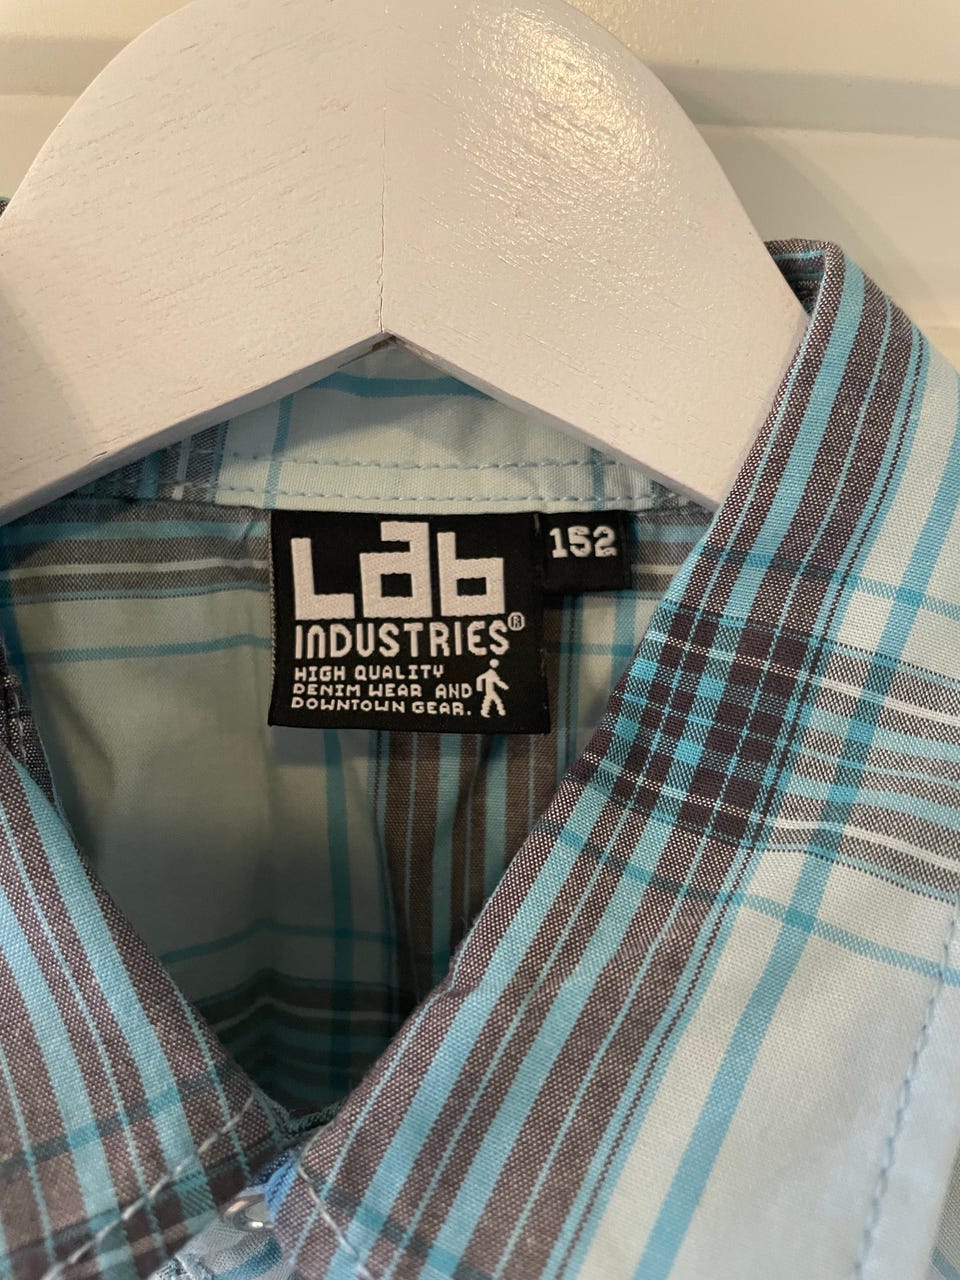 Lab
INDUSTRIES®
HIGH QUALITY
DENIM WEAR AND
DOWNTOWN GEAR.
152